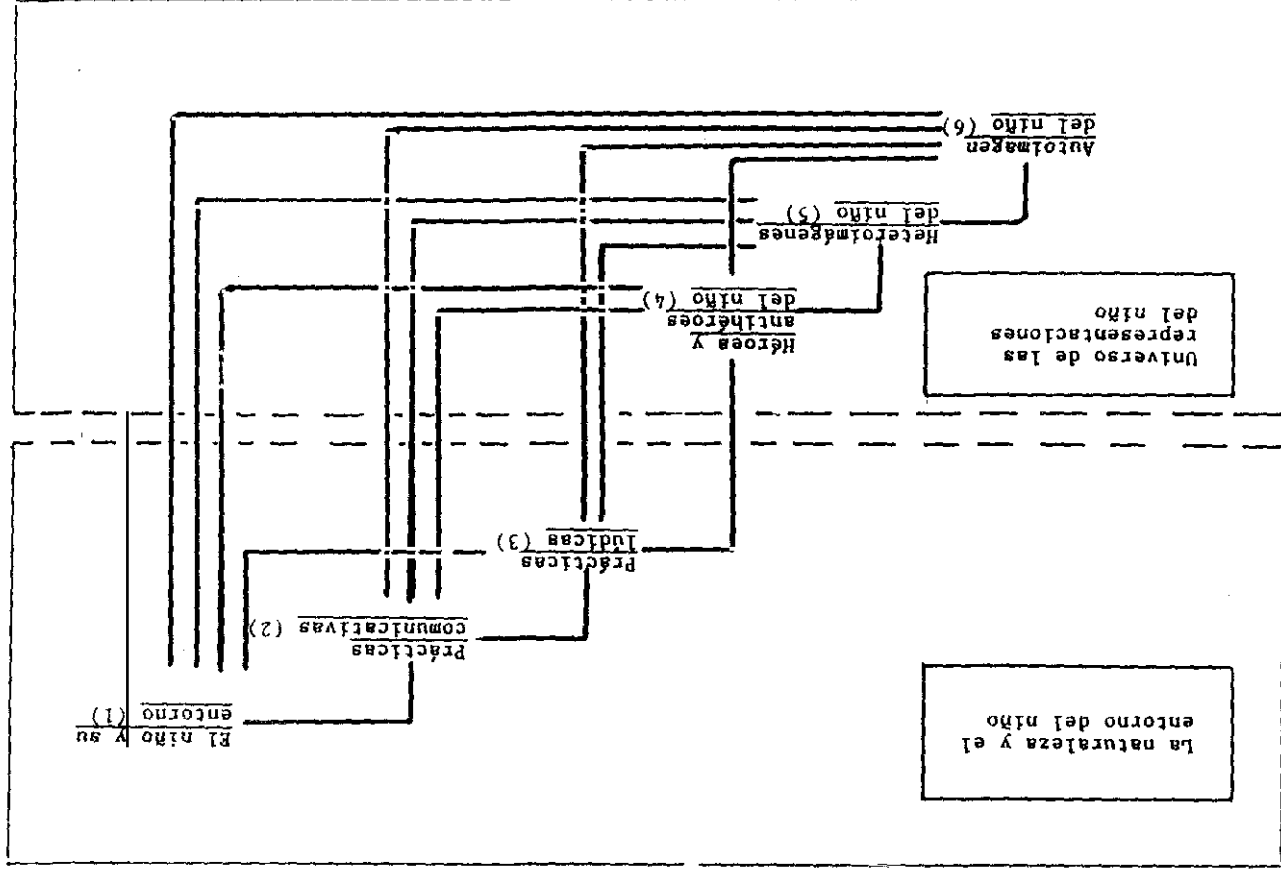 La naturaleza y el
entorno del niño
El niño y su
entorno (1)
Prácticas
comunicativas (2)
Prácticas
lúdicas (3)
Universo de las
representaciones
del niño
Héroes y
antihéroes
del niño (4)
Heteroimágenes
del niño (5)
Autoimagen
del niño (6)